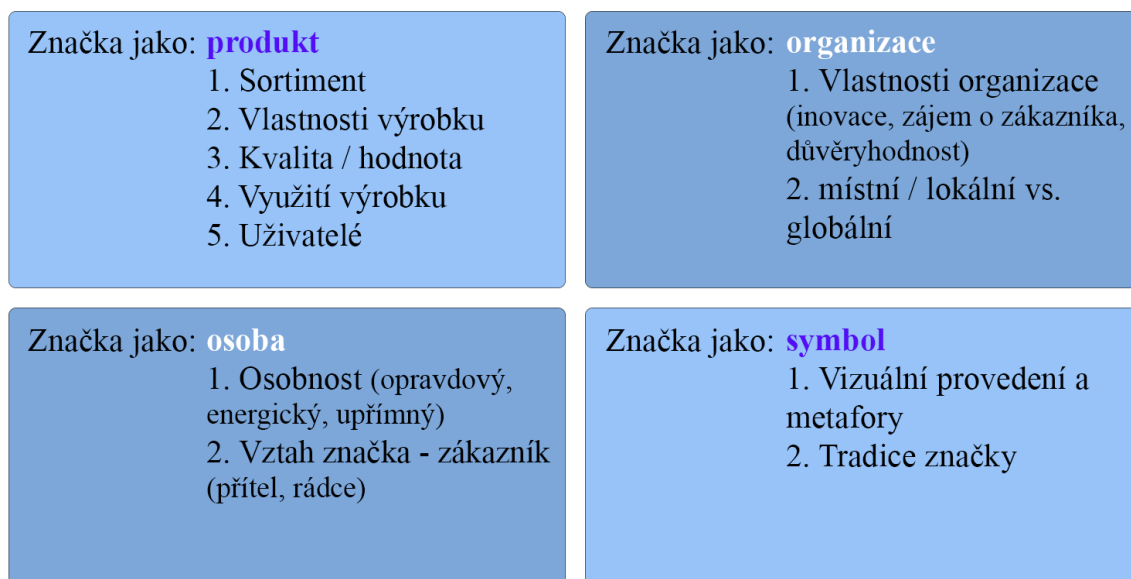 Značka jako: produkt
1. Sortiment
2. Vlastnosti výrobku
3. Kvalita / hodnota
4. Využití výrobku
5. Uživatelé
Značka jako: organizace
1. Vlastnosti organizace
(inovace, zájem o zákazníka,
důvěryhodnost)
2. místní / lokální vs.
globální
Značka jako: osoba
1. Osobnost (opravdový,
energický, upřímný)
2. Vztah značka - zákazník
(přítel, rádce)
Značka jako: symbol
1. Vizuální provedení a
metafory
2. Tradice značky